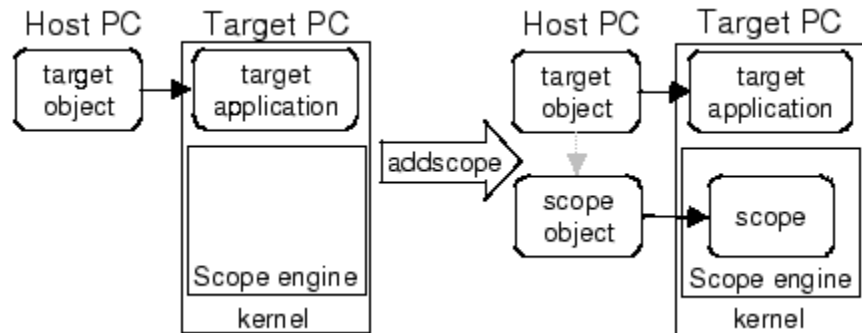 Host PC
Target PC
target
object
target
application
Scope engine
kernel
addscope
Host PC
Target PC
target
object
target
application
scope
object
scope
Scope engine
kernel